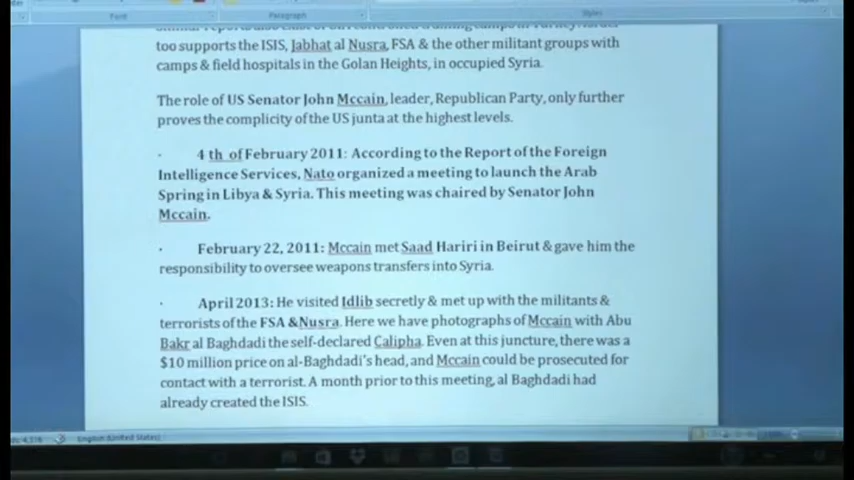 Font
Paragraph
Styles
too supports the ISIS, Jabhat al Nusra, FSA & the other militant groups with
camps & field hospitals in the Golan Heights, in occupied Syria.
The role of US Senator John Mccain, leader, Republican Party, only further
proves the complicity of the US junta at the highest levels.
· 4 th of February 2011: According to the Report of the Foreign
Intelligence Services, Nato organized a meeting to launch the Arab
Spring in Libya & Syria. This meeting was chaired by Senator John
Mccain.
· February 22, 2011: Mccain met Saad Hariri in Beirut & gave him the
responsibility to oversee weapons transfers into Syria.
· April 2013: He visited Idlib secretly & met up with the militants &
terrorists of the FSA &Nusra. Here we have photographs of Mccain with Abu
Bakr al Baghdadi the self-declared Calipha. Even at this juncture, there was a
$10 million price on al-Baghdadi's head, and Mccain could be prosecuted for
contact with a terrorist. A month prior to this meeting, al Baghdadi had
already created the ISIS.
English (United States)